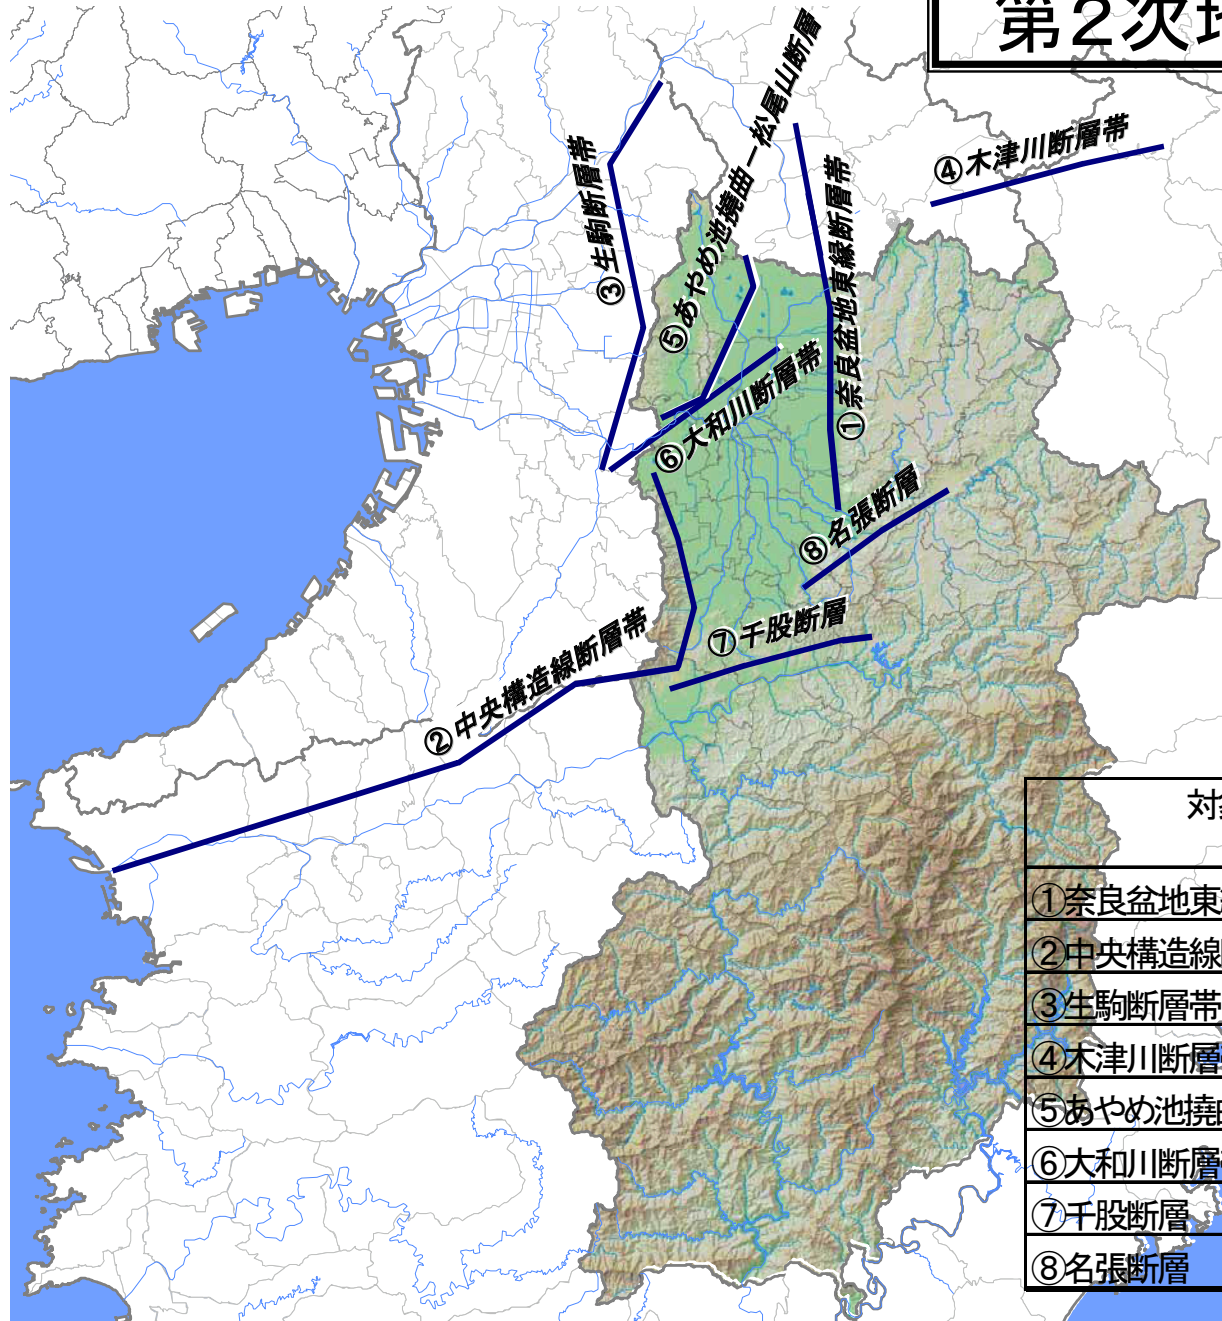 第２次
⑤あやめ池撓曲ー松尾山断層
④木津川断層帯
③生駒断層帯
①奈良盆地東縁断層帯
⑥大和川断層帯
⑧名張断層
⑦千股断層
②中央構造線断層帯
対
①奈良盆地東
②中央構造線
③生駒断層帯
④木津川断層
⑤あやめ池撓曲
⑥大和川断層
⑦千股断層
⑧名張断層